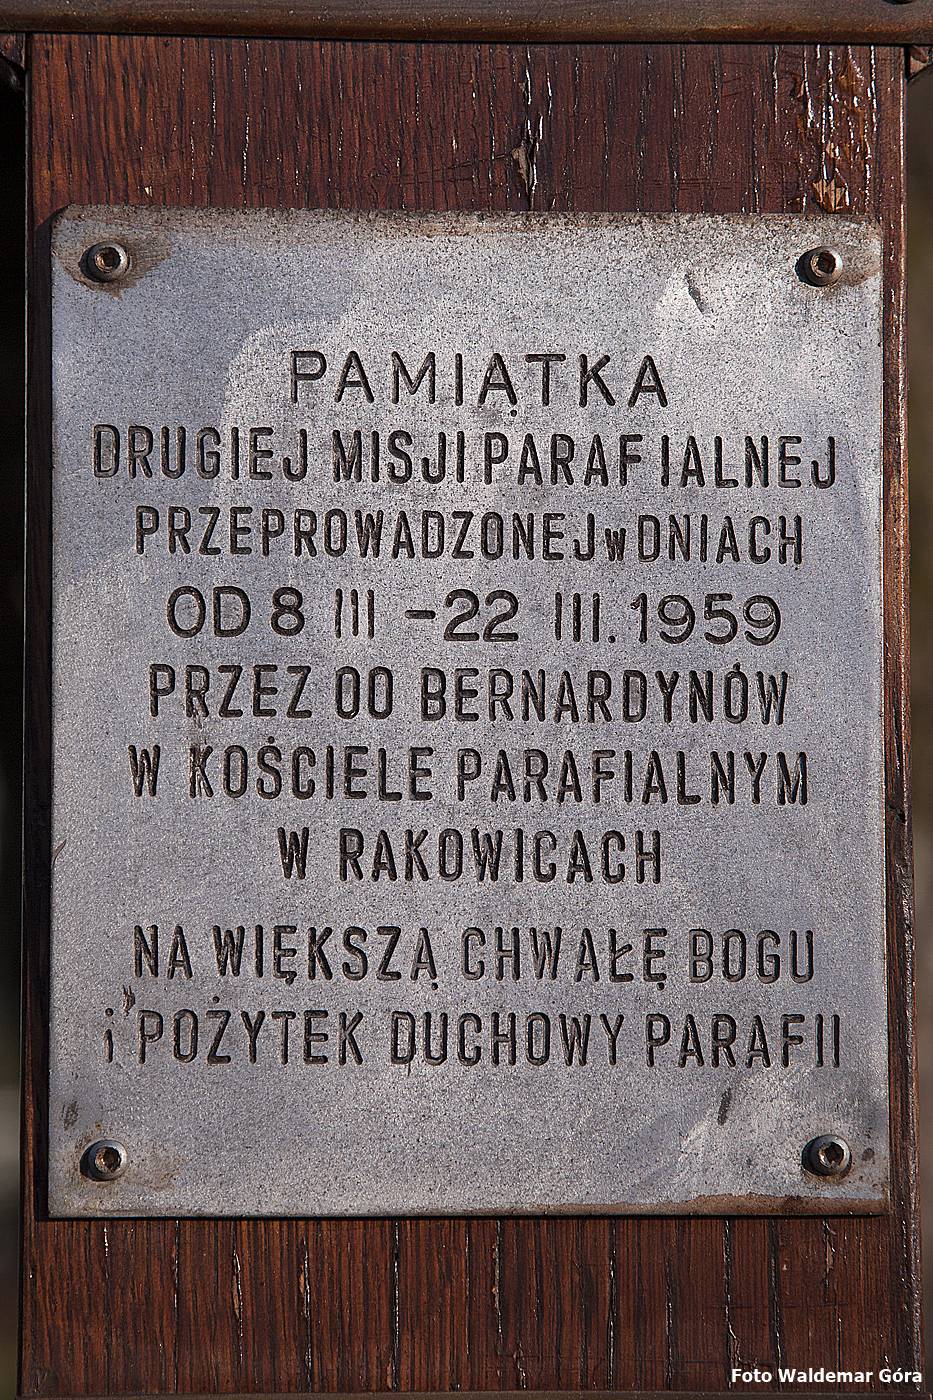 PAMIĄTKA
DRUGIEJ MISJI PARAFIALNEJ
PRZEPROWADZONEJ w DNIACH
OD 8 III - 22 III. 1959
PRZEZ OO BERNARDYNÓW
W KOŚCIELE PARAFIALNYM
W RAKOWICACH
NA WIĘKSZĄ CHWAŁĘ BOGU
i POŻYTEK DUCHOWY PARAFII
Foto Waldemar Góra